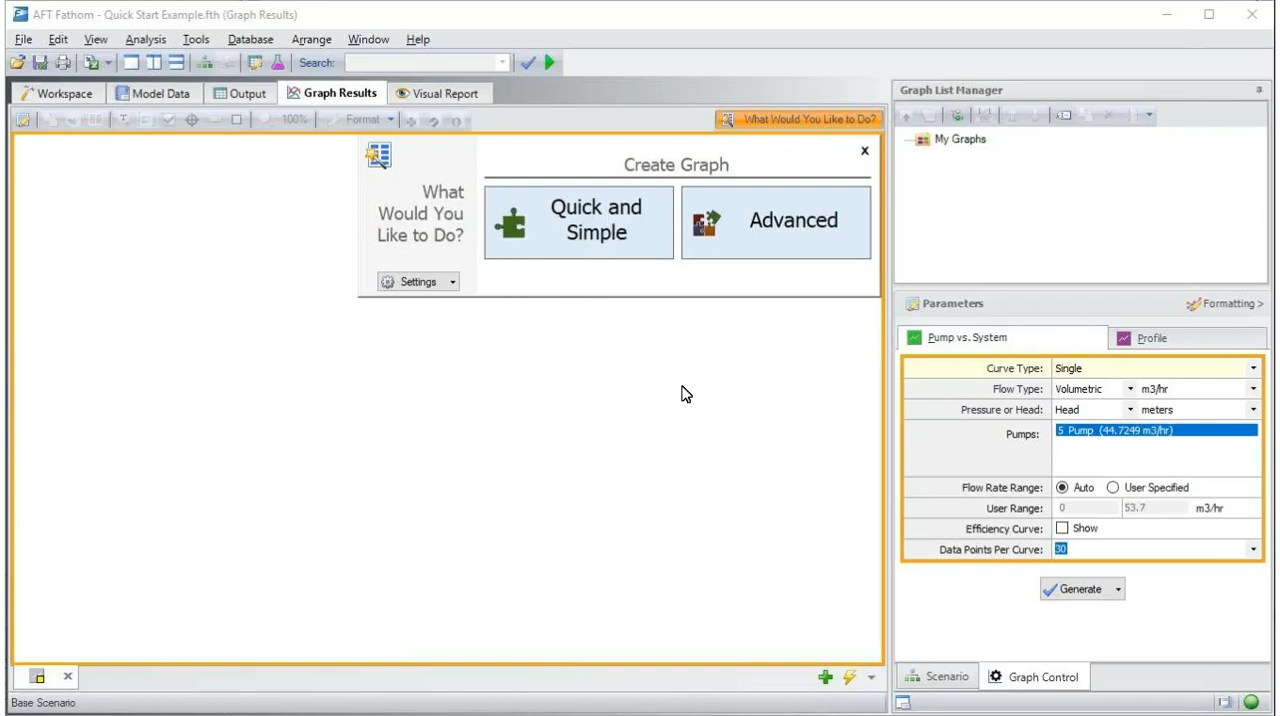 AFT Fathom - Quick Start Example.fth (Graph Results)
File Edit View Analysis Tools Database Arrange Window Help
Search:
Workspace Model Data Output Graph Results Visual Report
100% Format What Would You Like to Do?
What
Would You
Like to Do?
Settings
Create Graph
x
Quick and
Simple
Advanced
Graph List Manager
My Graphs
Parameters Formatting >
Pump vs. System Profile
Curve Type: Single
Flow Type: Volumetric m3/hr
Pressure or Head: Head meters
Pumps: 5 Pump (44.7249 m3/hr)
Flow Rate Range: Auto User Specified
User Range: 0 53.7 m3/hr
Efficiency Curve: Show
Data Points Per Curve: 30
Generate
Scenario Graph Control
Base Scenario